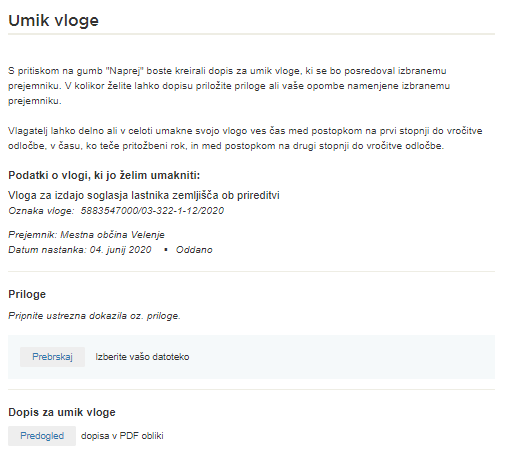 Umik vloge
S pritiskom na gumb "Naprej" boste kreirali dopis za umik vloge, ki se bo posredoval izbranemu
prejemniku. V kolikor želite lahko dopisu priložite priloge ali vaše opombe namenjene izbranemu
prejemniku.
Vlagatelj lahko delno ali v celoti umakne svojo vlogo ves čas med postopkom na prvi stopnji do vročitve
odločbe, v času, ko teče pritožbeni rok, in med postopkom na drugi stopnji do vročitve odločbe.
Podatki o vlogi, ki jo želim umakniti:
Vloga za izdajo soglasja lastnika zemljišča ob prireditvi
Oznaka vloge: 5883547000/03-322-1-12/2020
Prejemnik: Mestna občina Velenje
Datum nastanka: 04. junij 2020 ▪ Oddano
Priloge
Pripnite ustrezna dokazila oz. priloge.
Prebrskaj Izberite vašo datoteko
Dopis za umik vloge
Predogled dopisa v PDF obliki